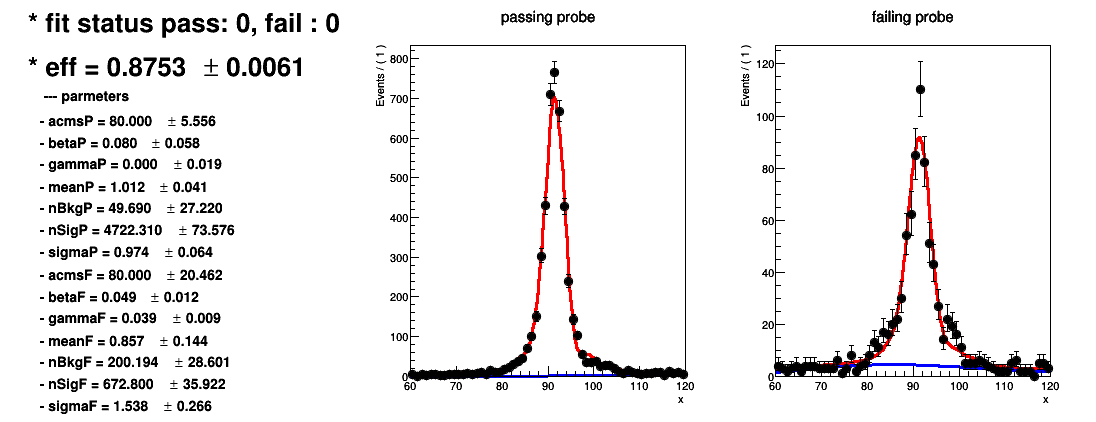 * fit status pass: 0, fail : 0
* eff = 0.8753 ± 0.0061
--- parmeters
- acmsP = 80.000 ± 5.556
- betaP = 0.080 ± 0.058
- gammaP = 0.000 ± 0.019
- meanP = 1.012 ± 0.041
- nBkgP = 49.690 ± 27.220
- nSigP = 4722.310 ± 73.576
- sigmaP = 0.974 ± 0.064
- acmsF = 80.000 ± 20.462
- betaF = 0.049 ± 0.012
- gammaF = 0.039 ± 0.009
- meanF = 0.857 ± 0.144
- nBkgF = 200.194 ± 28.601
- nSigF = 672.800 ± 35.922
- sigmaF = 1.538 ± 0.266
passing probe
Events / ( 1 )
800
700
600
500
400
300
200
100
0
60 70 80 90 100 110 120
x
failing probe
Events / ( 1 )
120
100
80
60
40
20
0
60 70 80 90 100 110 120
x